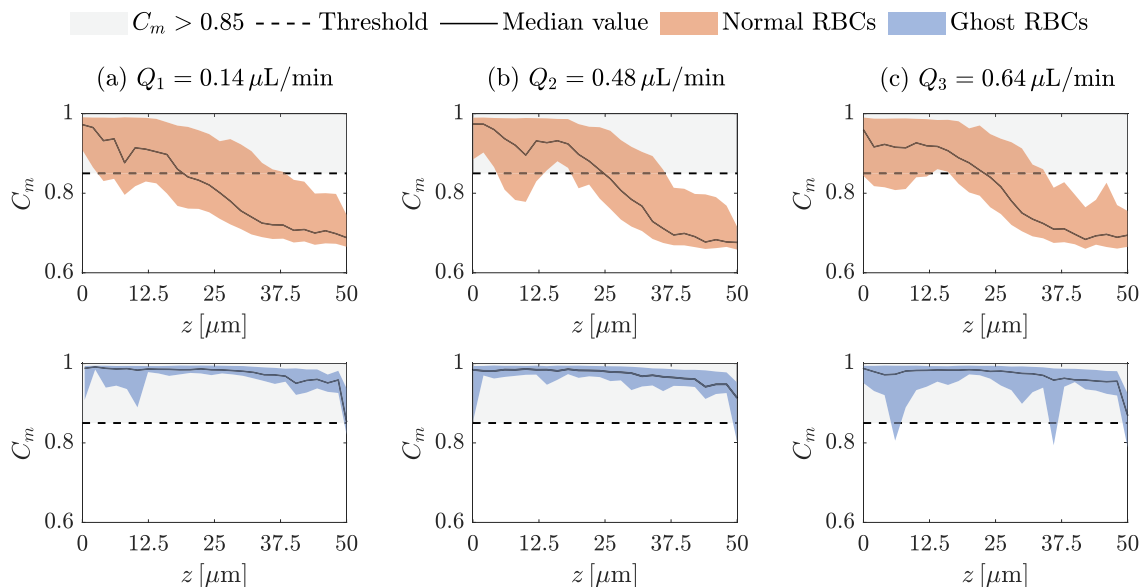 C_m > 0.85 Threshold Median value Normal RBCs Ghost RBCs
(a) Q_1 = 0.14 μL/min (b) Q_2 = 0.48 μL/min (c) Q_3 = 0.64 μL/min
1 1 1
C_m 0.8 C_m 0.8 C_m 0.8
0.6 0.6 0.6
0 12.5 25 37.5 50 0 12.5 25 37.5 50 0 12.5 25 37.5 50
z [μm] z [μm] z [μm]
1 1 1
C_m 0.8 C_m 0.8 C_m 0.8
0.6 0.6 0.6
0 12.5 25 37.5 50 0 12.5 25 37.5 50 0 12.5 25 37.5 50
z [μm] z [μm] z [μm]